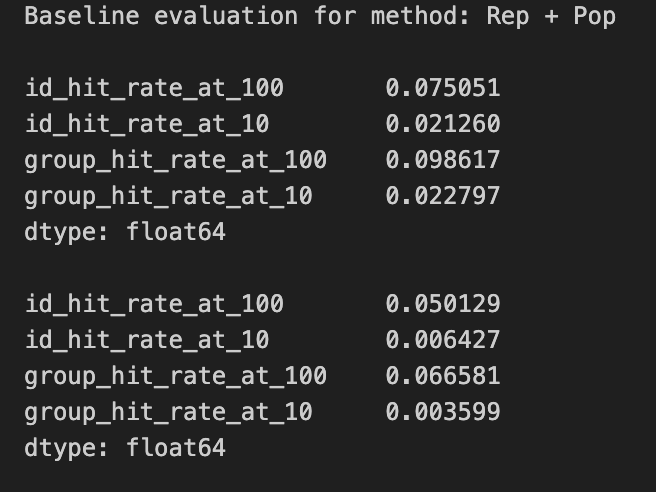 Baseline evaluation for method: Rep + Pop
id_hit_rate_at_100 0.075051
id_hit_rate_at_10 0.021260
group_hit_rate_at_100 0.098617
group_hit_rate_at_10 0.022797
dtype: float64
id_hit_rate_at_100 0.050129
id_hit_rate_at_10 0.006427
group_hit_rate_at_100 0.066581
group_hit_rate_at_10 0.003599
dtype: float64